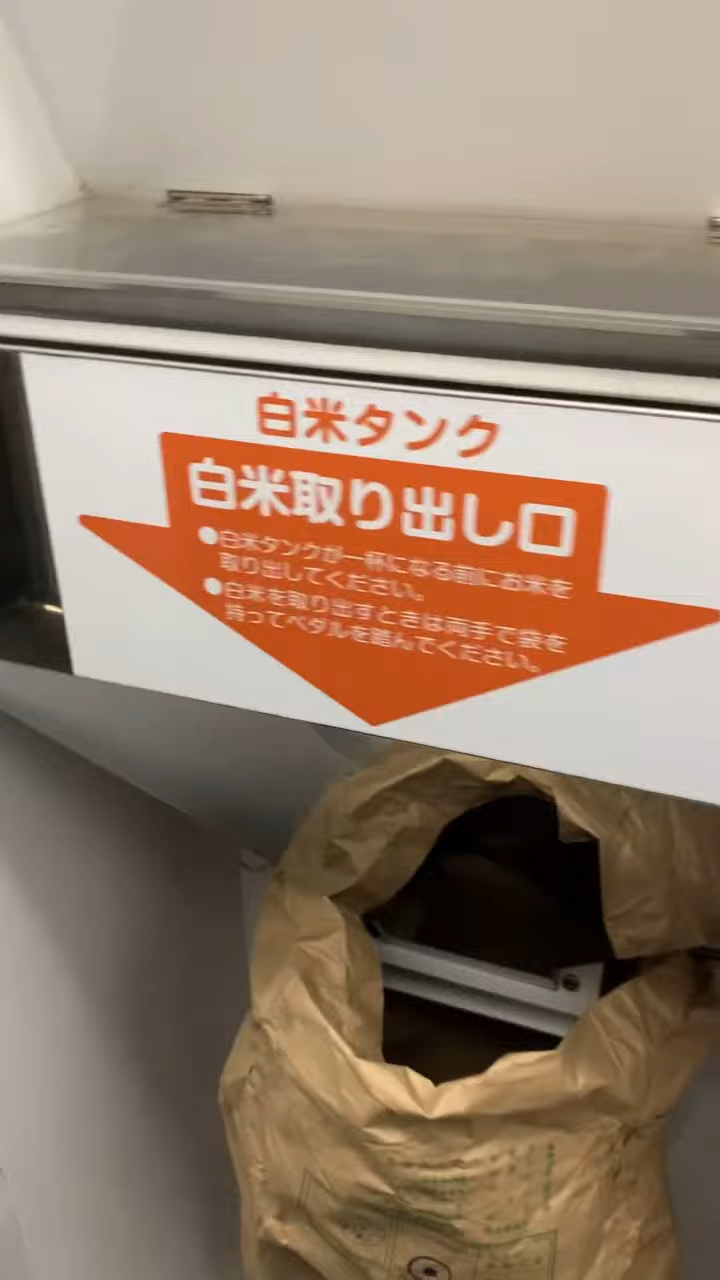 白米タンク
白米取り出し口
●白米タンクが一杯になる前にお米を
取り出してください。
●白米を取り出すときは両手で袋を
持ってペダルを踏んでください。